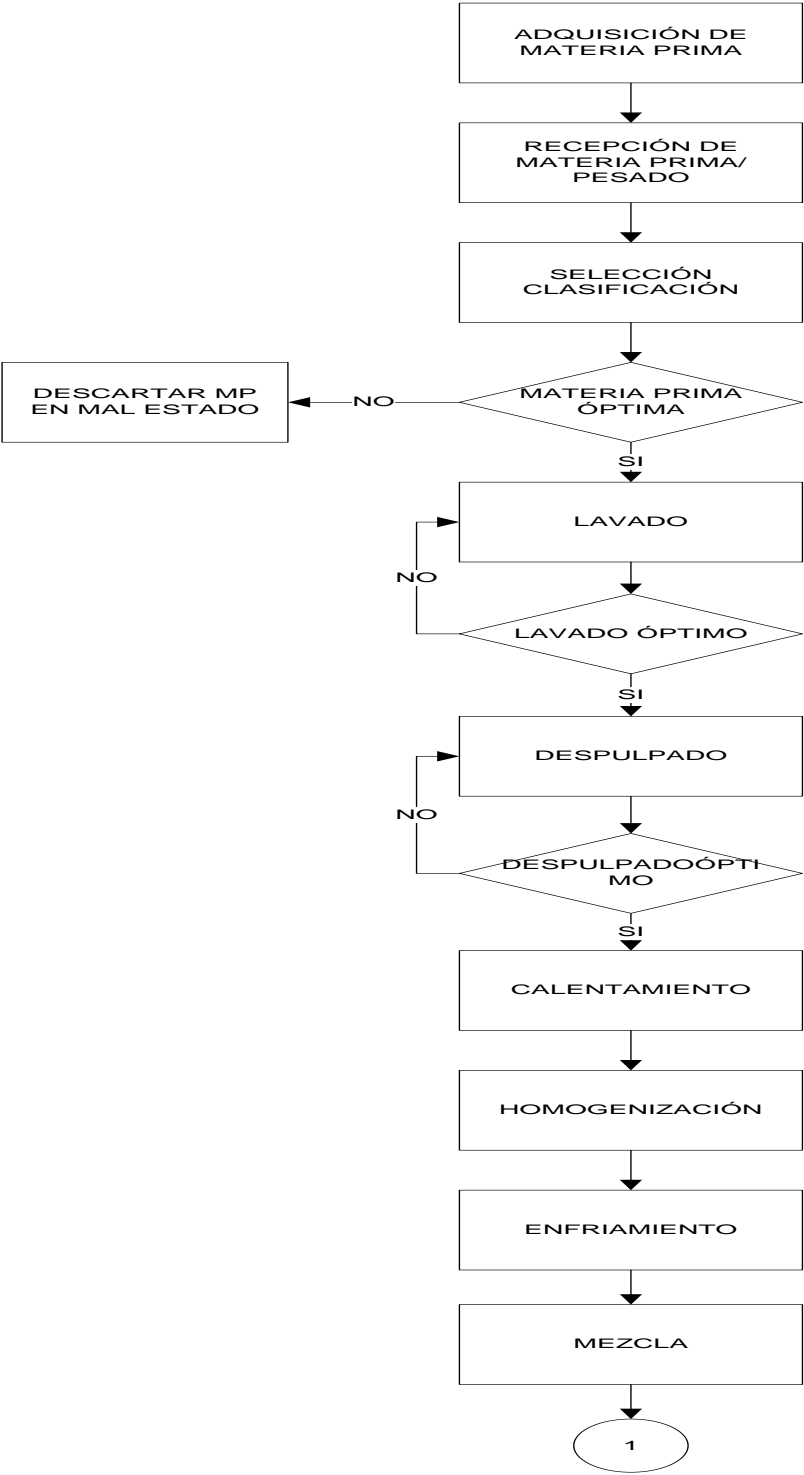 ADQUISICIÓN DE
MATERIA PRIMA
RECEPCIÓN DE
MATERIA PRIMA/
PESADO
SELECCIÓN
CLASIFICACIÓN
DESCARTAR MP
EN MAL ESTADO
NO
MATERIA PRIMA
ÓPTIMA
SI
LAVADO
NO
LAVADO ÓPTIMO
SI
DESPULPADO
NO
DESPULPADOÓPTI
MO
SI
CALENTAMIENTO
HOMOGENIZACIÓN
ENFRIAMIENTO
MEZCLA
1